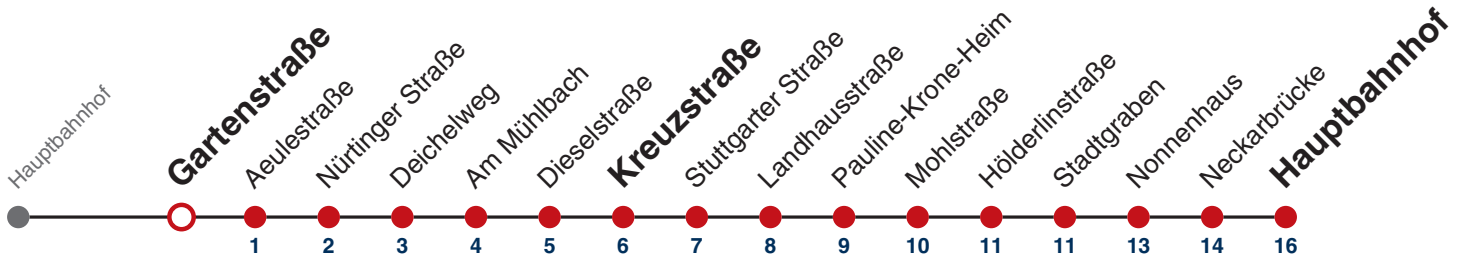 Hauptbahnhof
Gartenstraße
Aeulestraße
Nürtinger Straße
Deichelweg
Am Mühlbach
Dieselstraße
Kreuzstraße
Stuttgarter Straße
Landhausstraße
Pauline-Krone-Heim
Mohlstraße
Hölderlinstraße
Stadtgraben
Nonnenhaus
Neckarbrücke
Hauptbahnhof
1 2 3 4 5 6 7 8 9 10 11 11 13 14 16